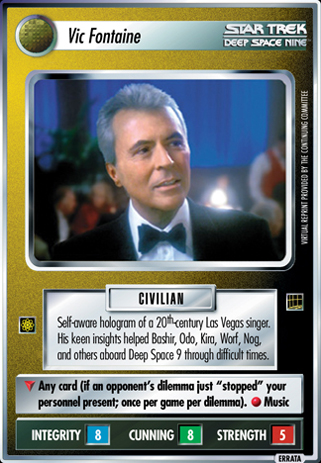 Vic Fontaine
STAR TREK
DEEP SPACE NINE
VIRTUAL REPRINT PROVIDED BY THE CONTINUING COMMITTEE
CIVILIAN
Self-aware hologram of a 20th-century Las Vegas singer.
His keen insights helped Bashir, Odo, Kira, Worf, Nog,
and others aboard Deep Space 9 through difficult times.
Any card (if an opponent's dilemma just "stopped" your
personnel present; once per game per dilemma). Music
INTEGRITY 8 CUNNING 8 STRENGTH 5
ERRATA